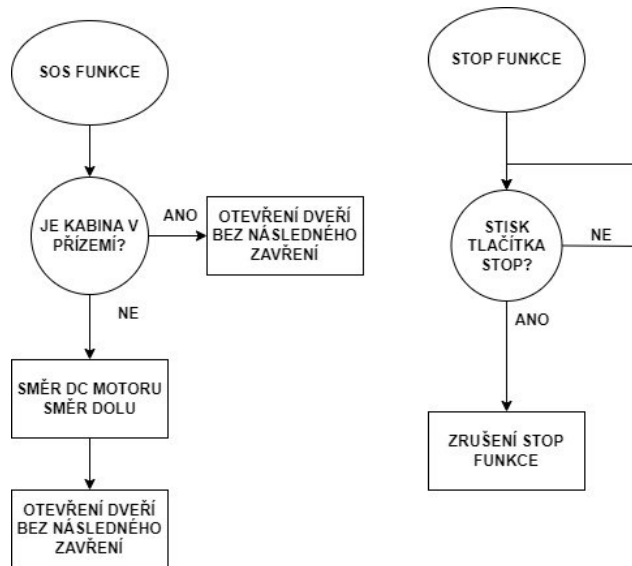 SOS FUNKCE
JE KABINA V
PŘÍZEMÍ?
ANO
OTEVŘENÍ DVEŘÍ
BEZ NÁSLEDNÉHO
ZAVŘENÍ
NE
SMĚR DC MOTORU
SMĚR DOLU
OTEVŘENÍ DVEŘÍ
BEZ NÁSLEDNÉHO
ZAVŘENÍ
STOP FUNKCE
STISK
TLAČÍTKA
STOP?
NE
ANO
ZRUŠENÍ STOP
FUNKCE